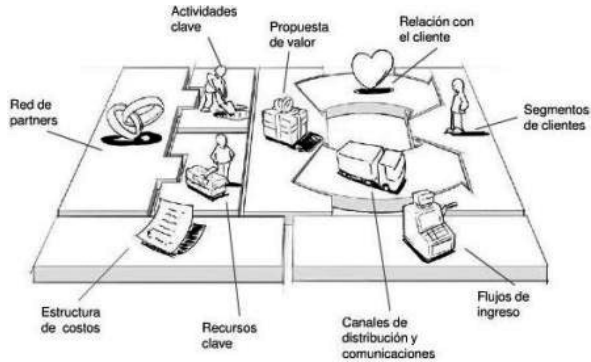 Actividades
clave
Propuesta
de valor
Relación con
el cliente
Red de
partners
Segmentos
de clientes
Estructura
de costos
Recursos
clave
Canales de
distribución y
comunicaciones
Flujos de
ingreso